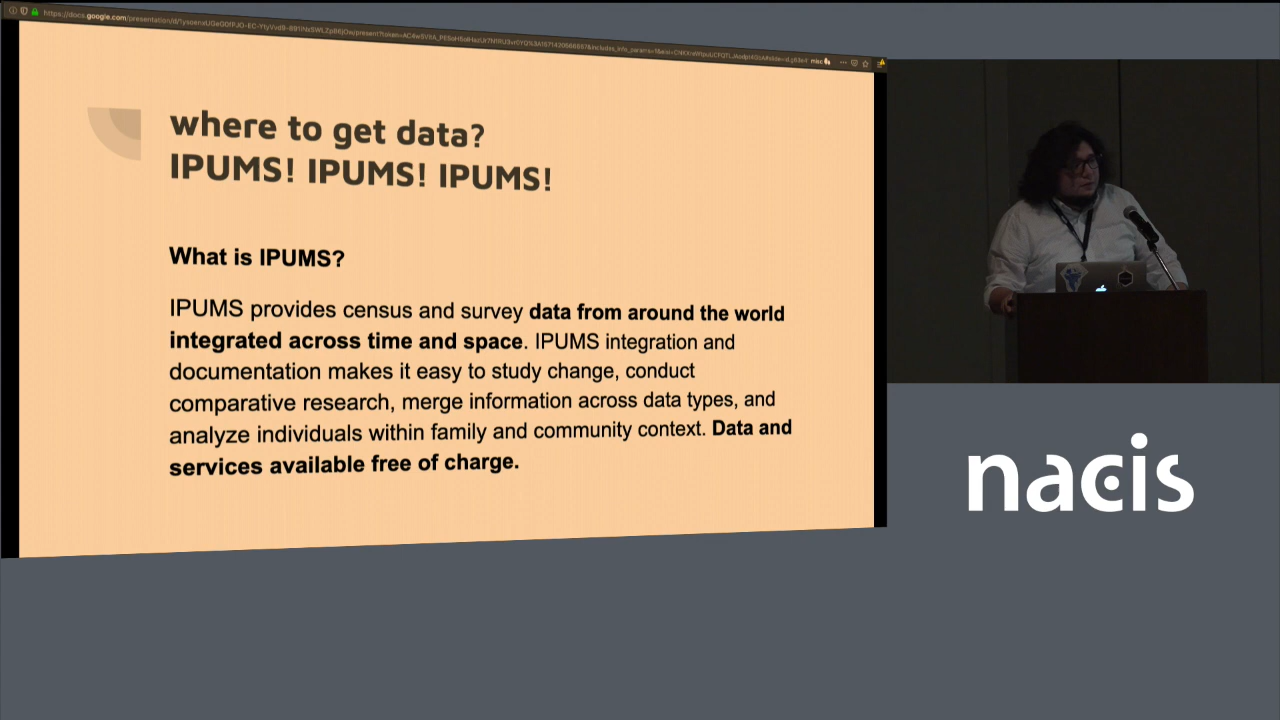 where to get data?
IPUMS! IPUMS! IPUMS!
What is IPUMS?
IPUMS provides census and survey data from around the world
integrated across time and space. IPUMS integration and
documentation makes it easy to study change, conduct
comparative research, merge information across data types, and
analyze individuals within family and community context. Data and
services available free of charge.
nacis